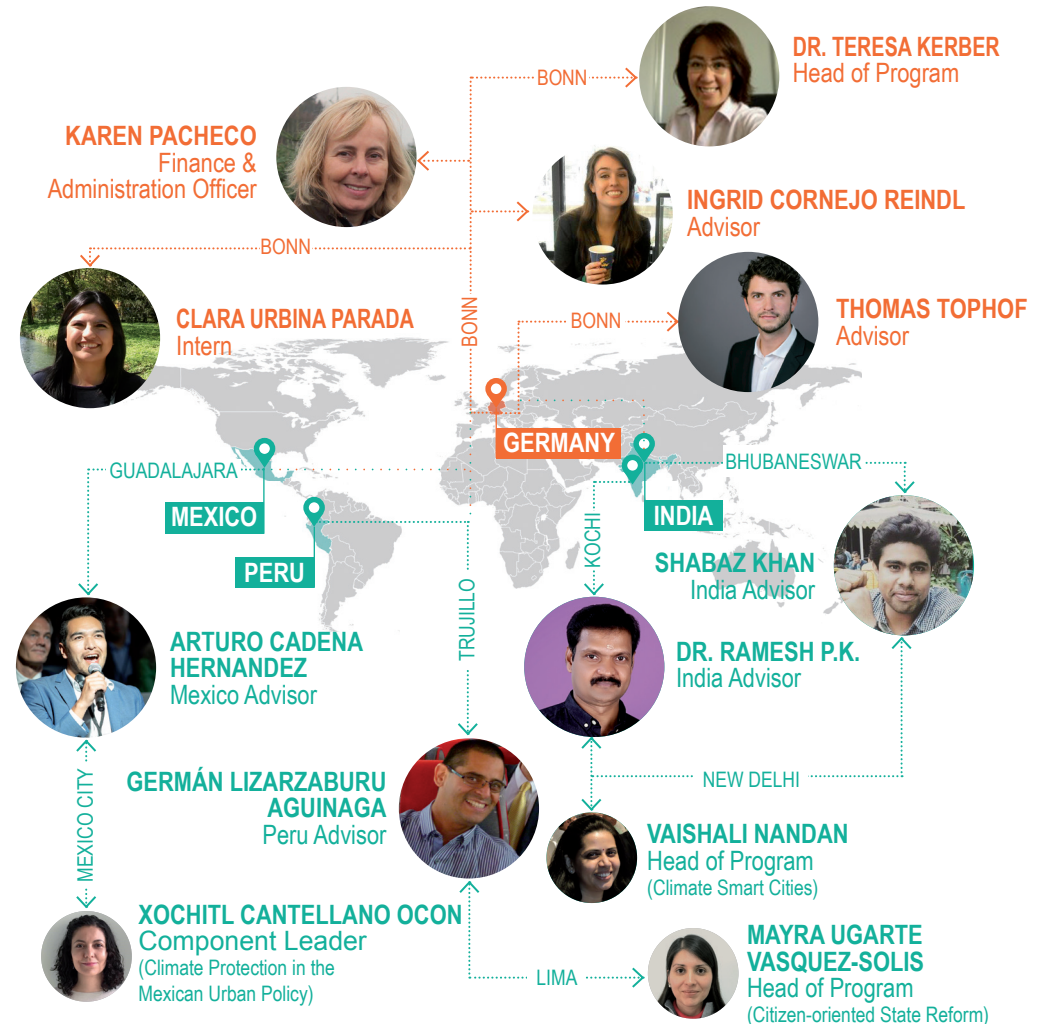 DR. TERESA KERBER
Head of Program
BONN
KAREN PACHECO
Finance &
Administration Officer
INGRID CORNEJO REINDL
Advisor
BONN
CLARA URBINA PARADA
Intern
BONN
BONN
THOMAS TOPHOF
Advisor
GERMANY
GUADALAJARA
BHUBANESWAR
MEXICO
INDIA
PERU
KOCHI
SHABAZ KHAN
India Advisor
TRUJILLO
ARTURO CADENA
HERNANDEZ
Mexico Advisor
DR. RAMESH P.K.
India Advisor
NEW DELHI
MEXICO CITY
GERMÁN LIZARZABURU
AGUINAGA
Peru Advisor
VAISHALI NANDAN
Head of Program
(Climate Smart Cities)
XOCHITL CANTELLANO OCON
Component Leader
(Climate Protection in the
Mexican Urban Policy)
LIMA
MAYRA UGARTE
VASQUEZ-SOLIS
Head of Program
(Citizen-oriented State Reform)